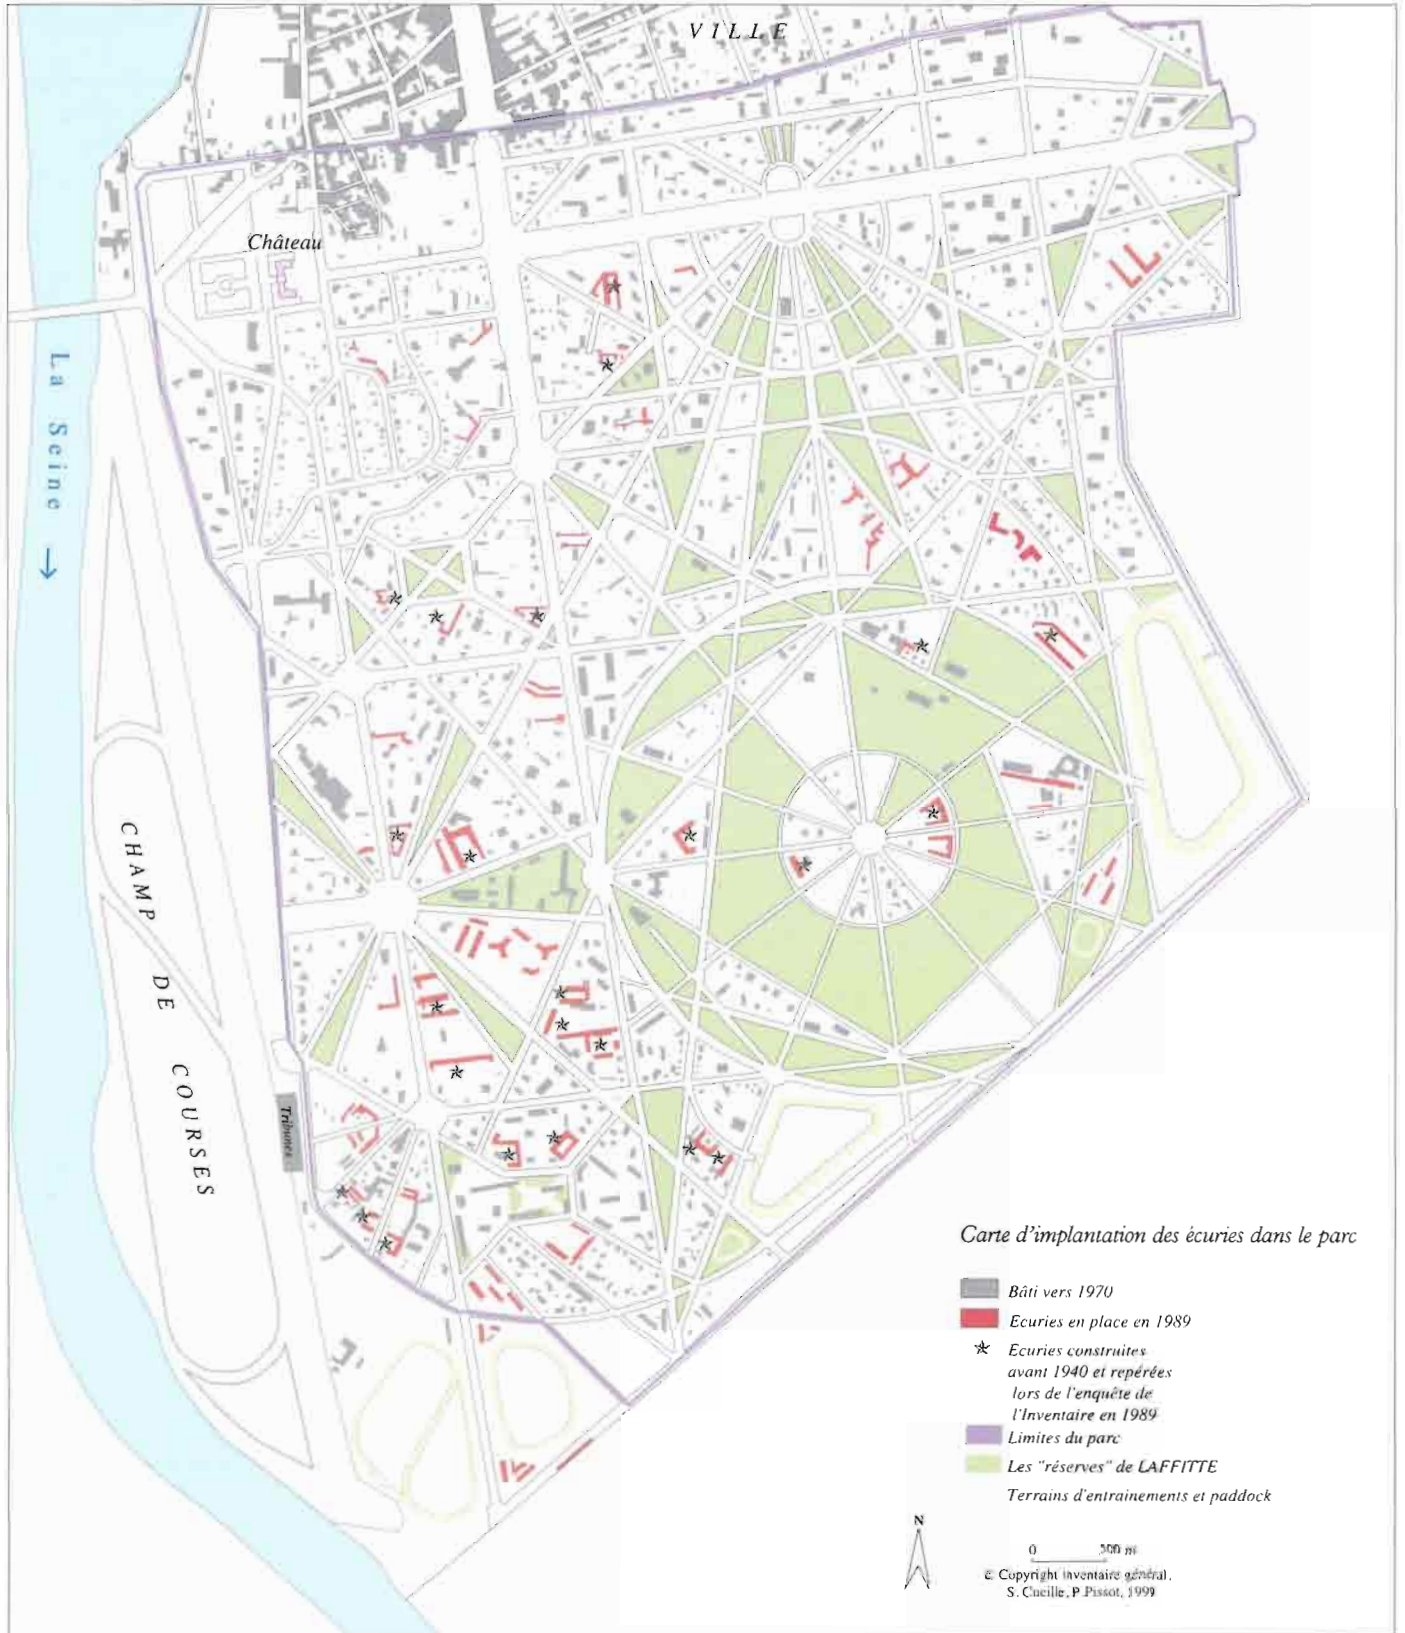 VILLE
Château
La Seine
CHAMP DE COURSES
Tribunes
Carte d'implantation des écuries dans le parc
Bâti vers 1970
Ecuries en place en 1989
Ecuries construites
avant 1940 et repérées
lors de l'enquête de
l'Inventaire en 1989
Limites du parc
Les "réserves" de LAFFITTE
Terrains d'entrainements et paddock
N
0 500 m
© Copyright inventaire général,
S. Cueille, P. Pissot, 1999